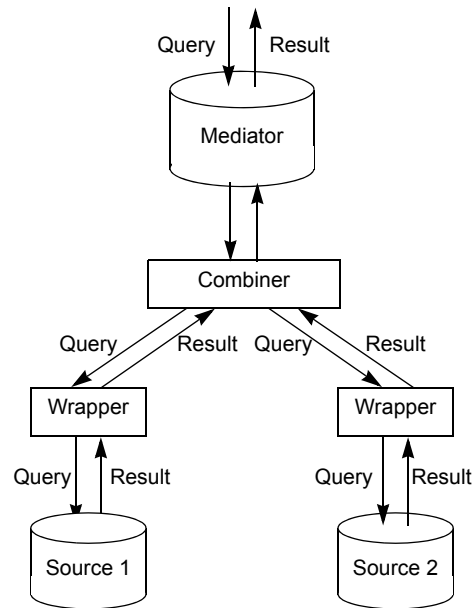 Query Result
Mediator
Combiner
Query Result Query Result
Wrapper Wrapper
Query Result Query Result
Source 1 Source 2